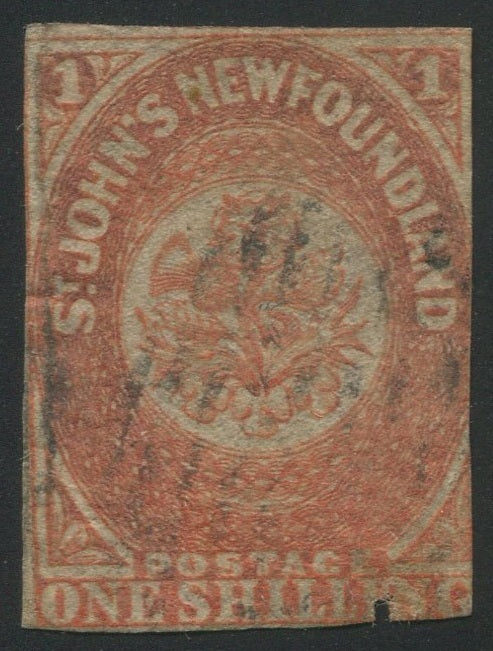 1 1
ST. JOHN'S NEWFOUNDLAND
POSTAGE
ONE SHILLING